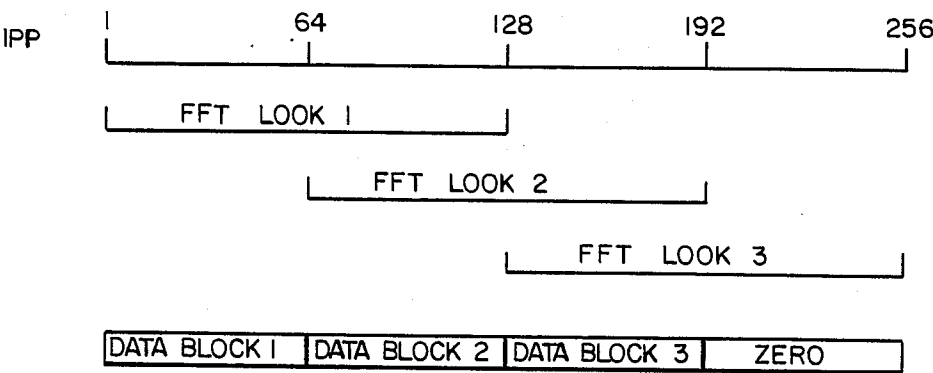 1 64 128 192 256
IPP
FFT LOOK 1
FFT LOOK 2
FFT LOOK 3
DATA BLOCK 1 DATA BLOCK 2 DATA BLOCK 3 ZERO